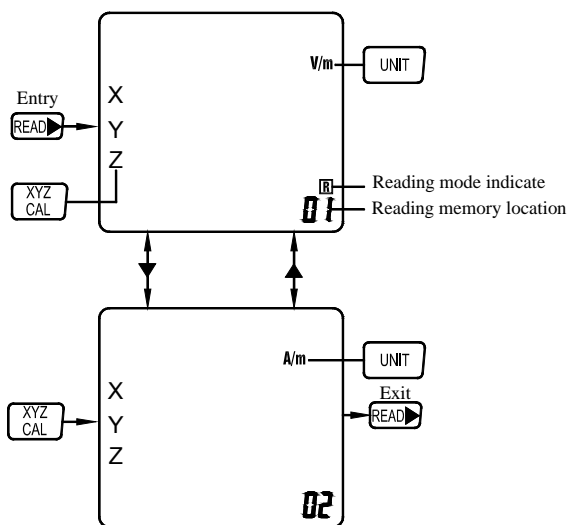 V/m
UNIT
Entry
READ▶
X
Y
Z
XYZ
CAL
R
Reading mode indicate
01
Reading memory location
▼
▲
A/m
UNIT
X
Y
Z
XYZ
CAL
Exit
READ▶
02